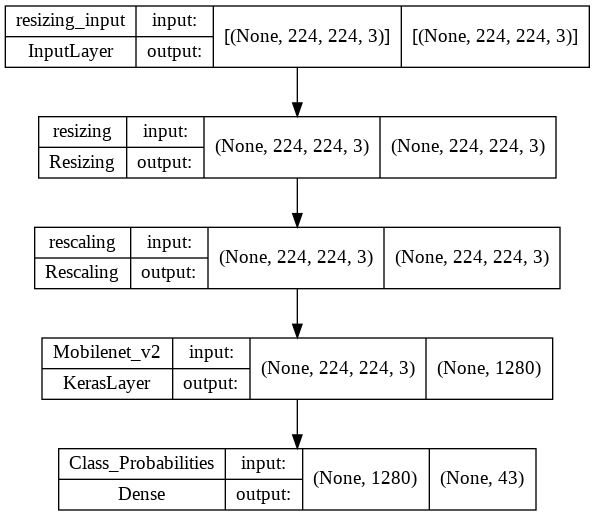 resizing_input input: [(None, 224, 224, 3)] [(None, 224, 224, 3)]
InputLayer output:
resizing input: (None, 224, 224, 3) (None, 224, 224, 3)
Resizing output:
rescaling input: (None, 224, 224, 3) (None, 224, 224, 3)
Rescaling output:
Mobilenet_v2 input: (None, 224, 224, 3) (None, 1280)
KerasLayer output:
Class_Probabilities input: (None, 1280) (None, 43)
Dense output: